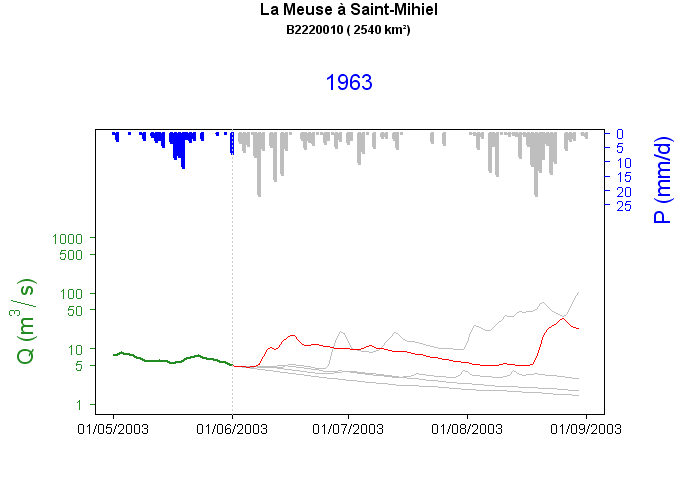 La Meuse à Saint-Mihiel
B2220010 ( 2540 km²)
1963
0
5
10
15
20
25
P (mm/d)
1000
500
100
50
10
5
1
Q (m³/ s)
01/05/2003 01/06/2003 01/07/2003 01/08/2003 01/09/2003